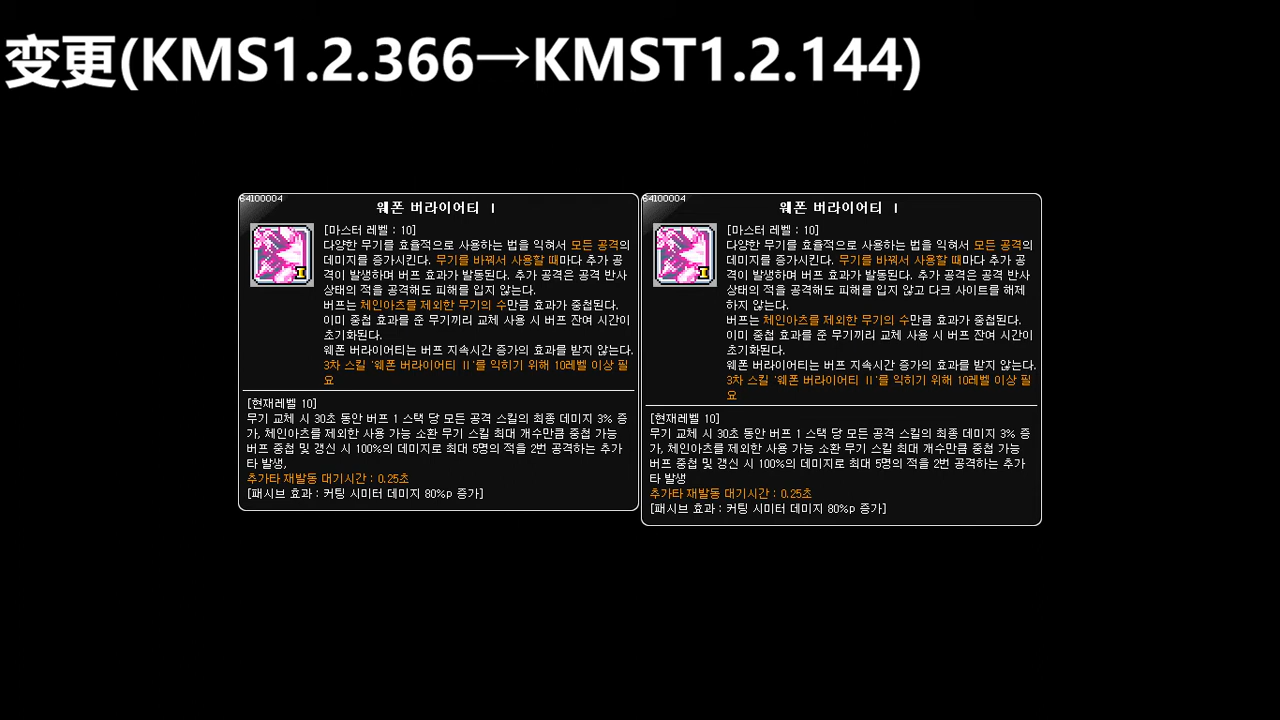 变更(KMS1.2.366→KMST1.2.144)
64100004
웨폰 버라이어티 Ⅰ
[마스터 레벨 : 10]
다양한 무기를 효율적으로 사용하는 법을 익혀서 모든 공격의
데미지를 증가시킨다. 무기를 바꿔서 사용할 때마다 추가 공
격이 발생하며 버프 효과가 발동된다. 추가 공격은 공격 반사
상태의 적을 공격해도 피해를 입지 않는다.
버프는 체인아츠를 제외한 무기의 수만큼 효과가 중첩된다.
이미 중첩 효과를 준 무기끼리 교체 사용 시 버프 잔여 시간이
초기화된다.
웨폰 버라이어티는 버프 지속시간 증가의 효과를 받지 않는다.
3차 스킬 '웨폰 버라이어티 Ⅱ'를 익히기 위해 10레벨 이상 필
요
[현재레벨 10]
무기 교체 시 30초 동안 버프 1 스택 당 모든 공격 스킬의 최종 데미지 3% 증
가, 체인아츠를 제외한 사용 가능 소환 무기 스킬 최대 개수만큼 중첩 가능
버프 중첩 및 갱신 시 100%의 데미지로 최대 5명의 적을 2번 공격하는 추가
타 발생,
추가타 재발동 대기시간 : 0.25초
[패시브 효과 : 커팅 시미터 데미지 80%p 증가]
64100004
웨폰 버라이어티 Ⅰ
[마스터 레벨 : 10]
다양한 무기를 효율적으로 사용하는 법을 익혀서 모든 공격의
데미지를 증가시킨다. 무기를 바꿔서 사용할 때마다 추가 공
격이 발생하며 버프 효과가 발동된다. 추가 공격은 공격 반사
상태의 적을 공격해도 피해를 입지 않고 다크 사이트를 해제
하지 않는다.
버프는 체인아츠를 제외한 무기의 수만큼 효과가 중첩된다.
이미 중첩 효과를 준 무기끼리 교체 사용 시 버프 잔여 시간이
초기화된다.
웨폰 버라이어티는 버프 지속시간 증가의 효과를 받지 않는다.
3차 스킬 '웨폰 버라이어티 Ⅱ'를 익히기 위해 10레벨 이상 필
요
[현재레벨 10]
무기 교체 시 30초 동안 버프 1 스택 당 모든 공격 스킬의 최종 데미지 3% 증
가, 체인아츠를 제외한 사용 가능 소환 무기 스킬 최대 개수만큼 중첩 가능
버프 중첩 및 갱신 시 100%의 데미지로 최대 5명의 적을 2번 공격하는 추가
타 발생
추가타 재발동 대기시간 : 0.25초
[패시브 효과 : 커팅 시미터 데미지 80%p 증가]